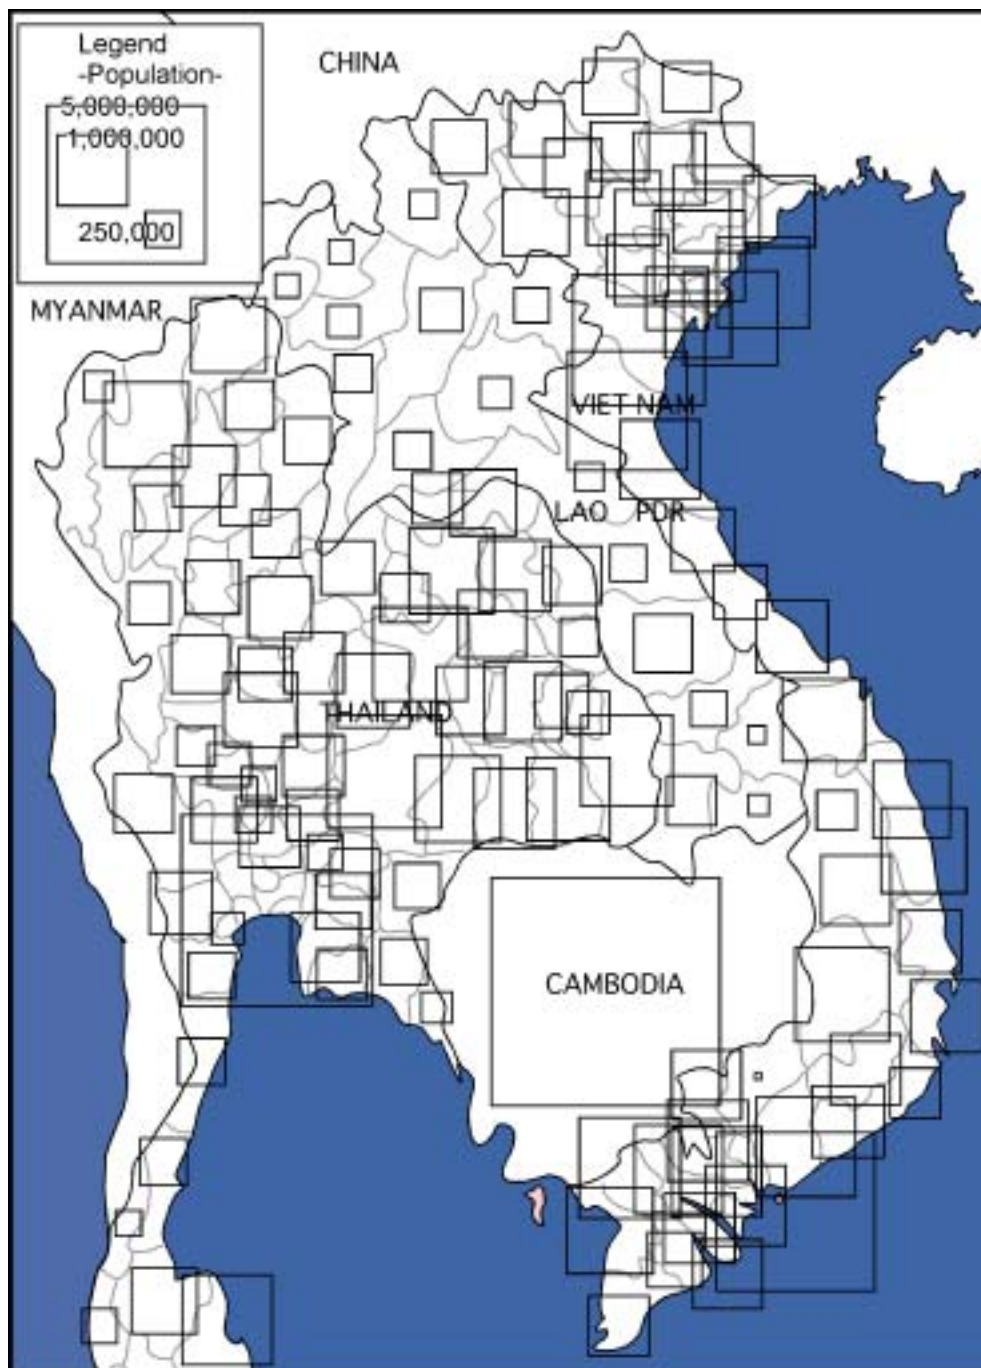 Legend
-Population-
5,000,000
1,000,000
250,000
CHINA
MYANMAR
VIET NAM
LAO PDR
THAILAND
CAMBODIA